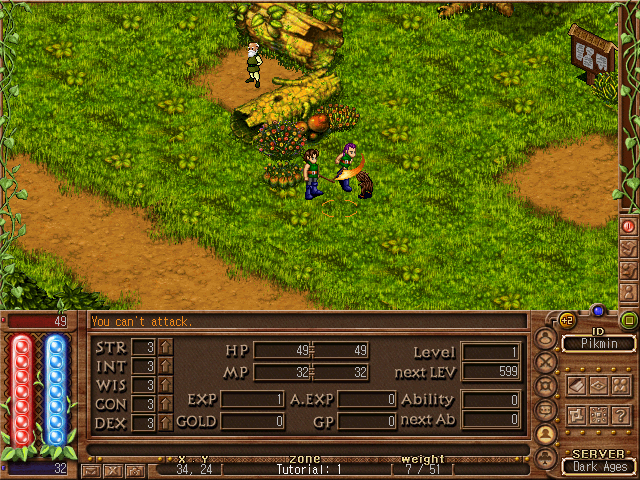 49
You can't attack.
+2
ID
Pikmin
STR 3
INT 3
WIS 3
CON 3
DEX 3
HP 49 49
MP 32 32
EXP 1 A.EXP 0
GOLD 0 GP 0
Level 1
next LEV 599
Ability 0
next Ab 0
?
32
x y zone weight
34, 24 Tutorial: 1 7 / 51
SERVER
Dark Ages